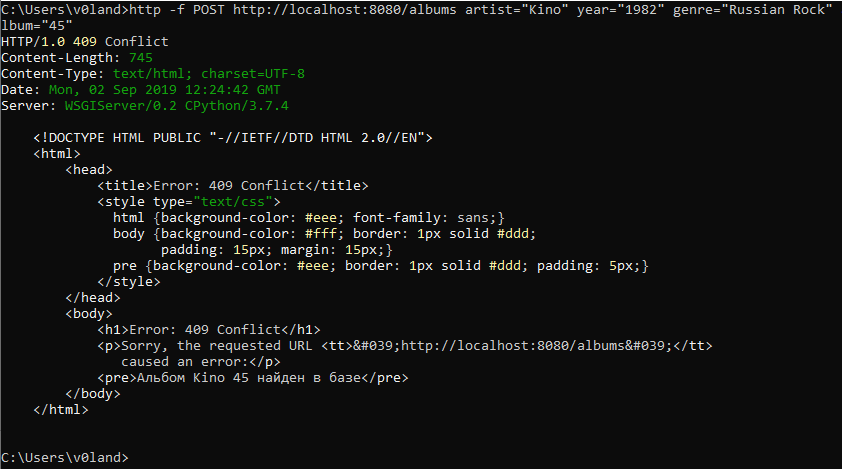 C:\Users\v0land>http -f POST http://localhost:8080/albums artist="Kino" year="1982" genre="Russian Rock"
lbum="45"
HTTP/1.0 409 Conflict
Content-Length: 745
Content-Type: text/html; charset=UTF-8
Date: Mon, 02 Sep 2019 12:24:42 GMT
Server: WSGIServer/0.2 CPython/3.7.4

    <!DOCTYPE HTML PUBLIC "-//IETF//DTD HTML 2.0//EN">
    <html>
        <head>
            <title>Error: 409 Conflict</title>
            <style type="text/css">
              html {background-color: #eee; font-family: sans;}
              body {background-color: #fff; border: 1px solid #ddd;
                    padding: 15px; margin: 15px;}
              pre {background-color: #eee; border: 1px solid #ddd; padding: 5px;}
            </style>
        </head>
        <body>
            <h1>Error: 409 Conflict</h1>
            <p>Sorry, the requested URL <tt>&#039;http://localhost:8080/albums&#039;</tt>
               caused an error:</p>
            <pre>Альбом Kino 45 найден в базе</pre>
        </body>
    </html>

C:\Users\v0land>